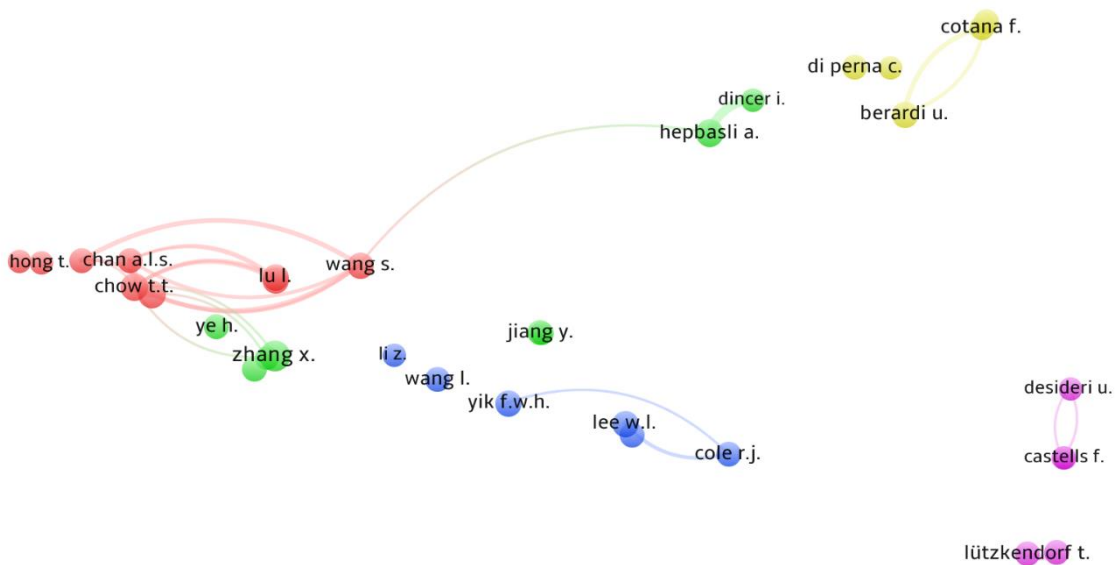 cotana f.
di perna c.
dincer i.
berardi u.
hepbasli a.
hong t.
chan a.l.s.
wang s.
lu l.
chow t.t.
ye h.
jiang y.
zhang x.
li z.
wang l.
desideri u.
yik f.w.h.
lee w.l.
cole r.j.
castells f.
lützkendorf t.